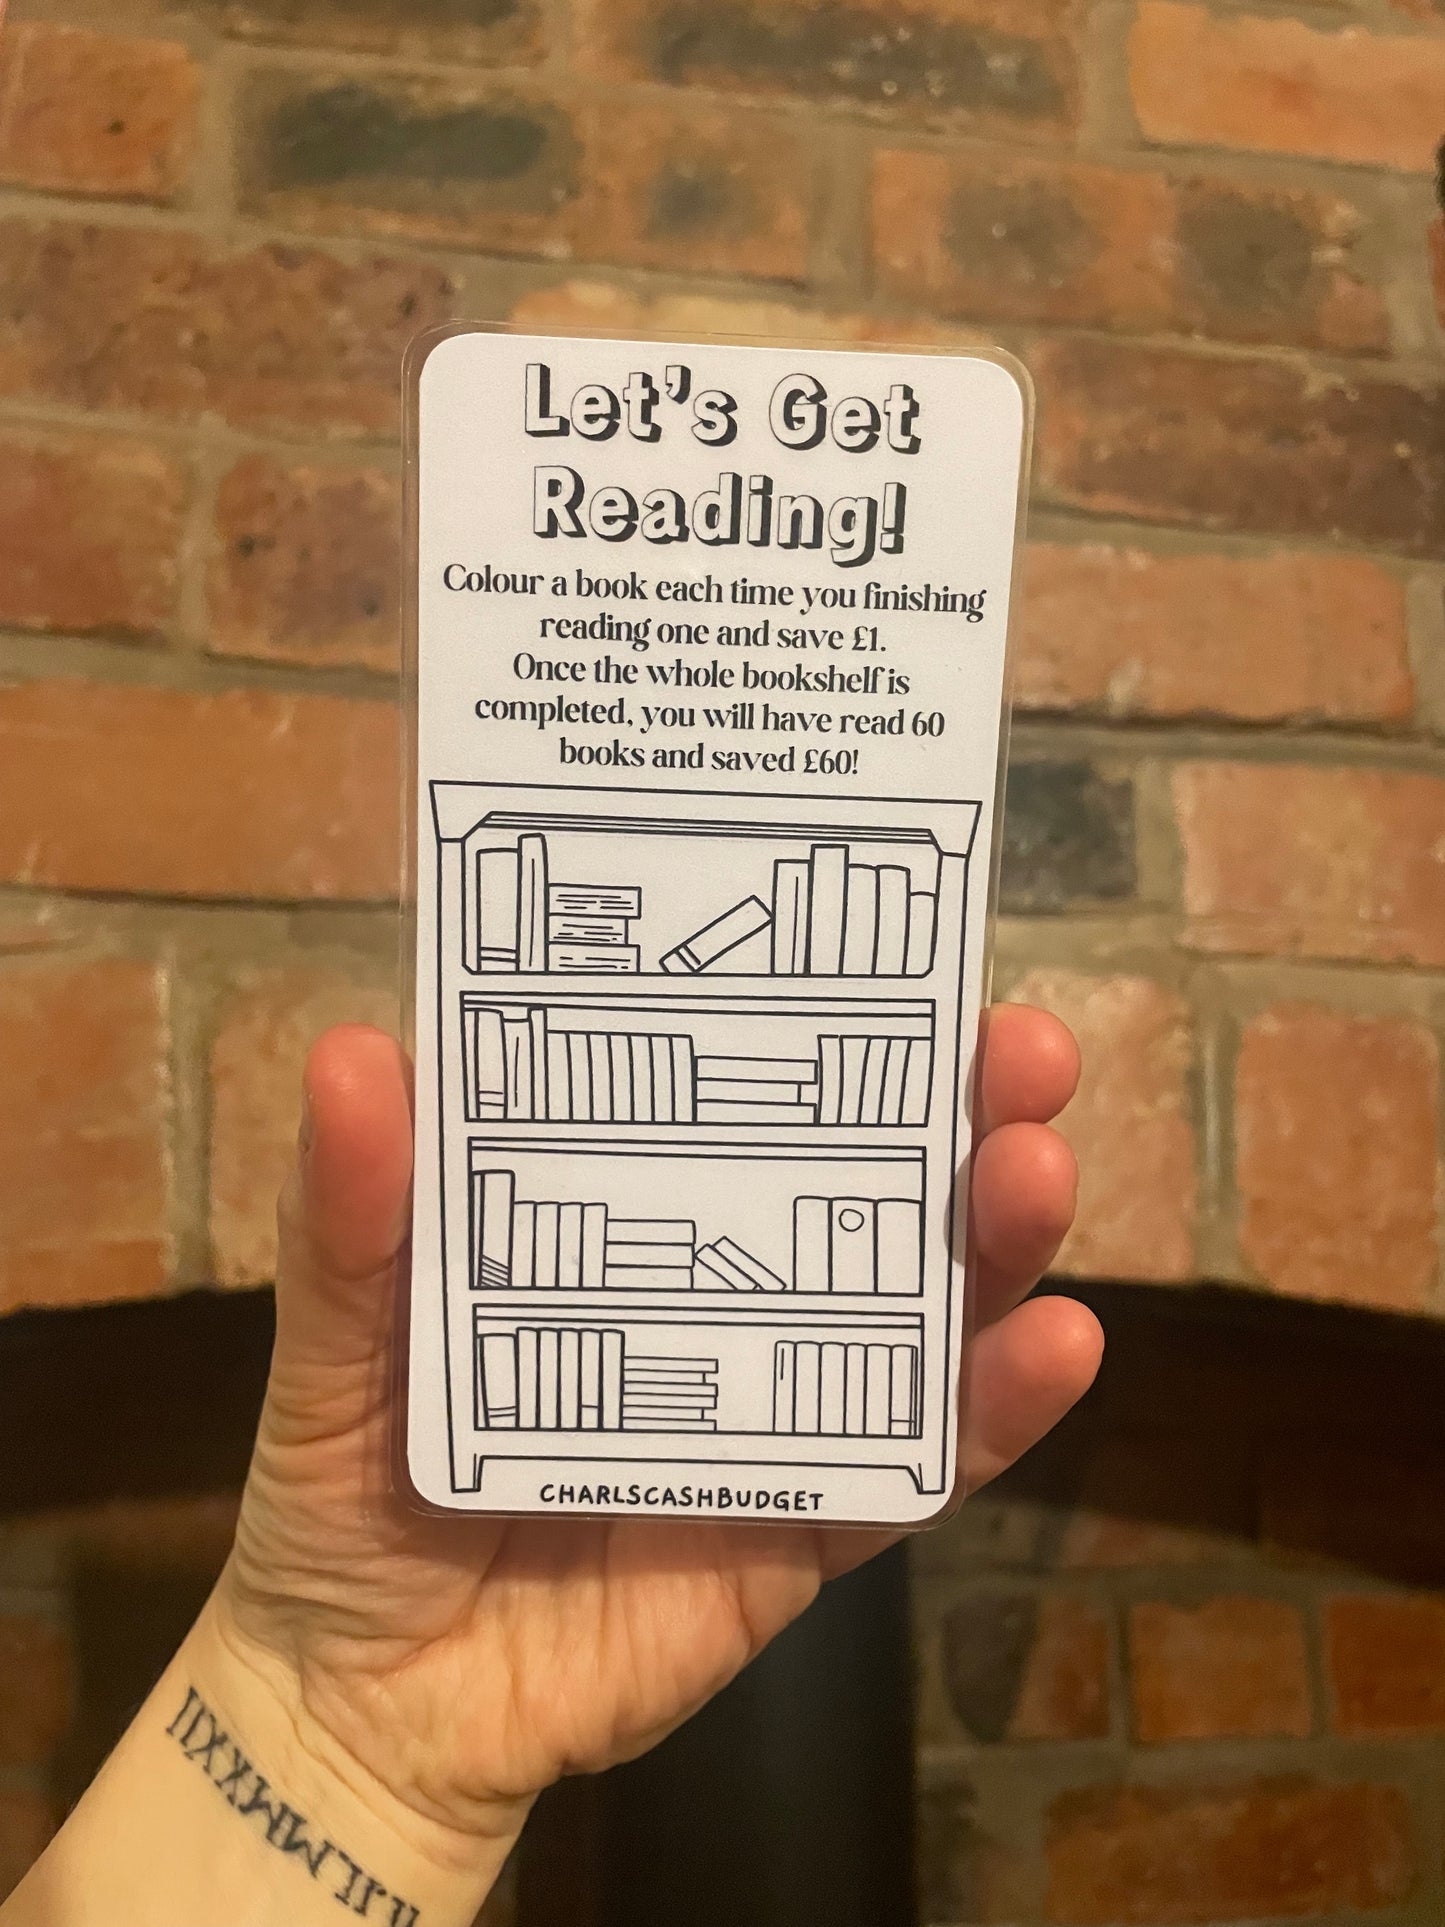 Let's Get
Reading!
Colour a book each time you finishing
reading one and save £1.
Once the whole bookshelf is
completed, you will have read 60
books and saved £60!
CHARLSCASHBUDGET